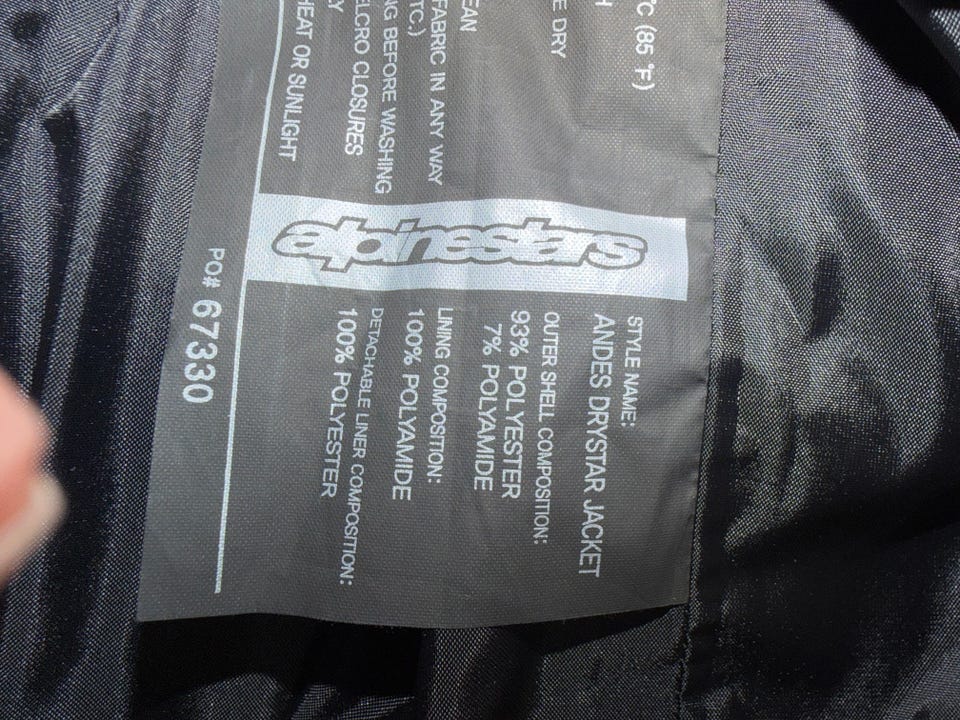 °C (85 °F)
H
E DRY
EAN
FABRIC IN ANY WAY
TC.)
NG BEFORE WASHING
ELCRO CLOSURES
Y
HEAT OR SUNLIGHT
alpinestars
STYLE NAME:
ANDES DRYSTAR JACKET
OUTER SHELL COMPOSITION:
93% POLYESTER
7% POLYAMIDE
LINING COMPOSITION:
100% POLYAMIDE
DETACHABLE LINER COMPOSITION:
100% POLYESTER
PO# 67330